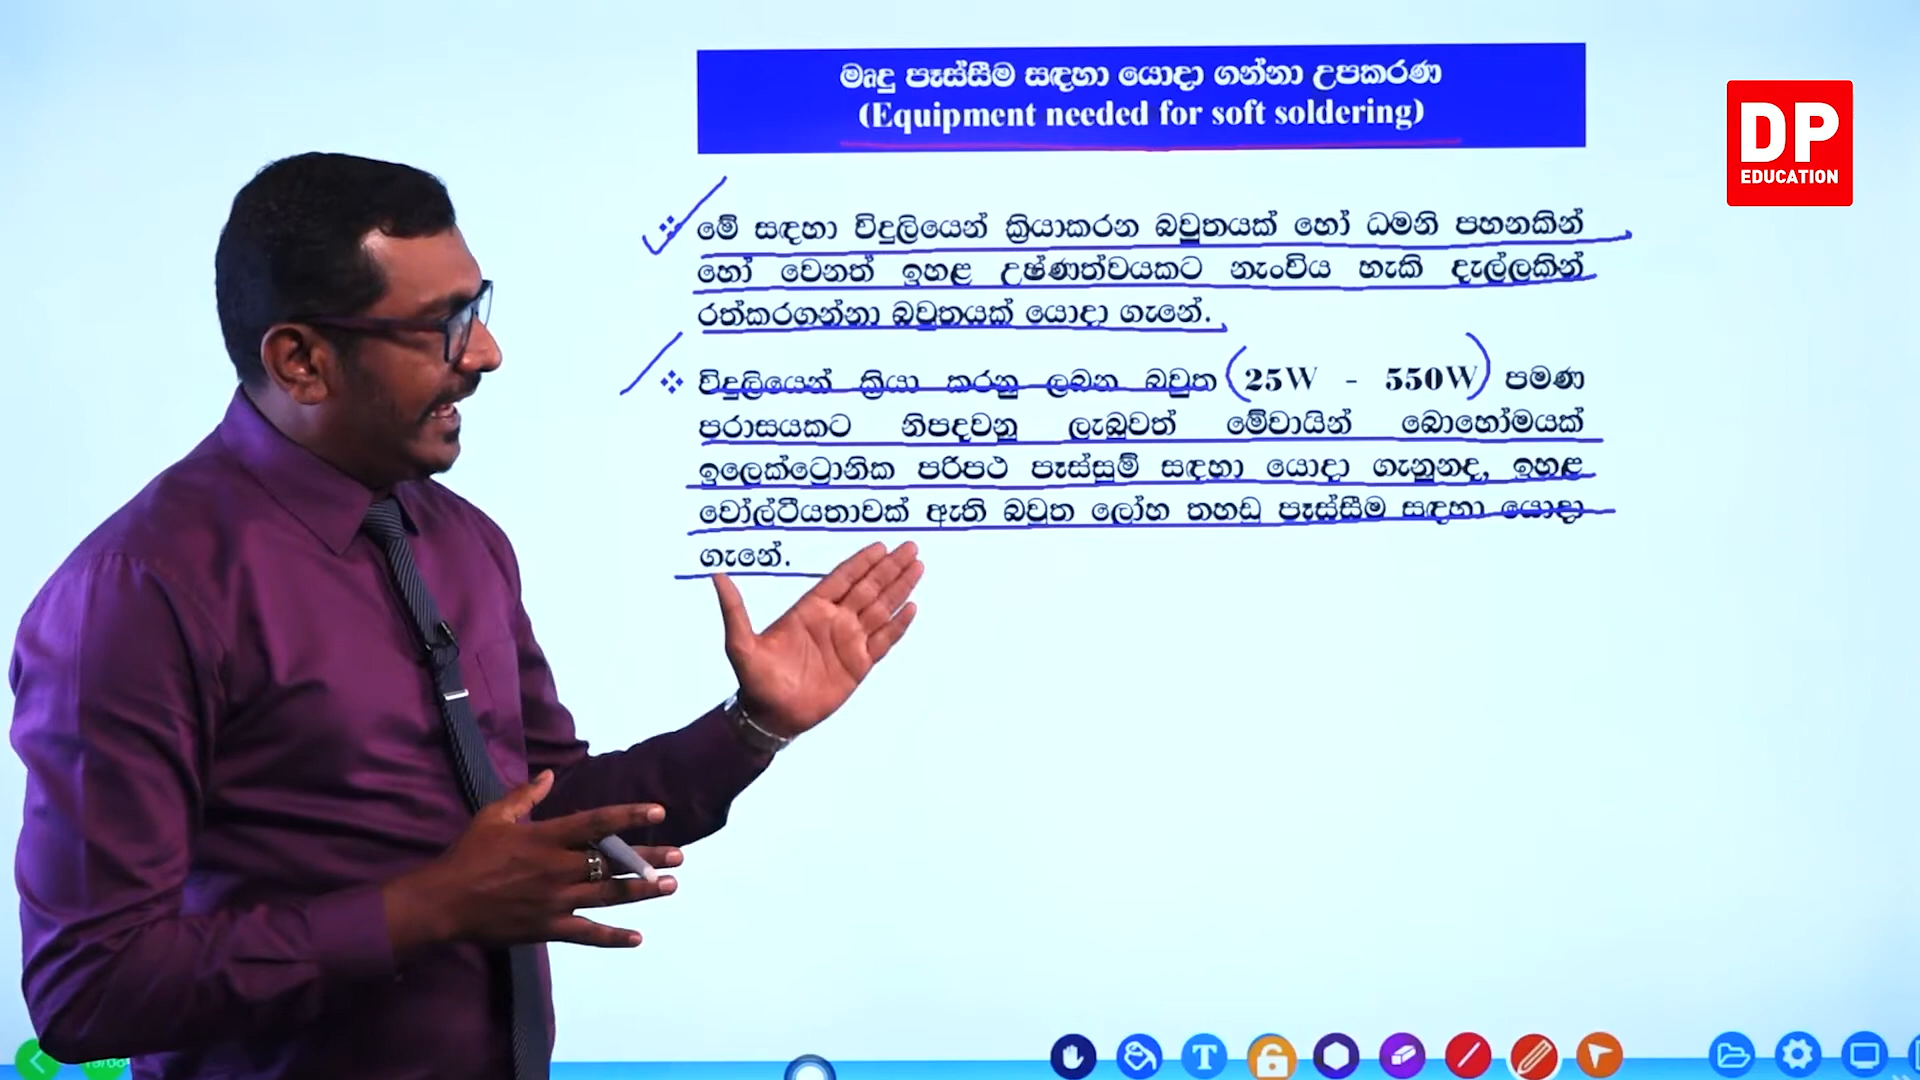 මෘදු පෑස්සීම සඳහා යොදා ගන්නා උපකරණ
(Equipment needed for soft soldering)
DP
EDUCATION
මේ සඳහා විදුලියෙන් ක්‍රියාකරන බවුතයක් හෝ ධමනි පහනකින්
හෝ වෙනත් ඉහළ උෂ්ණත්වයකට නැංවිය හැකි දැල්ලකින්
රත්කරගන්නා බවුතයක් යොදා ගැනේ.
විදුලියෙන් ක්‍රියා කරනු ලබන බවුත (25W - 550W) පමණ
පරාසයකට නිපදවනු ලැබුවත් මේවායින් බොහෝමයක්
ඉලෙක්ට්‍රොනික පරිපථ පෑස්සුම් සඳහා යොදා ගැනුනද, ඉහළ
වෝල්ටීයතාවක් ඇති බවුත ලෝහ තහඩු පෑස්සීම සඳහා යොදා
ගැනේ.
T